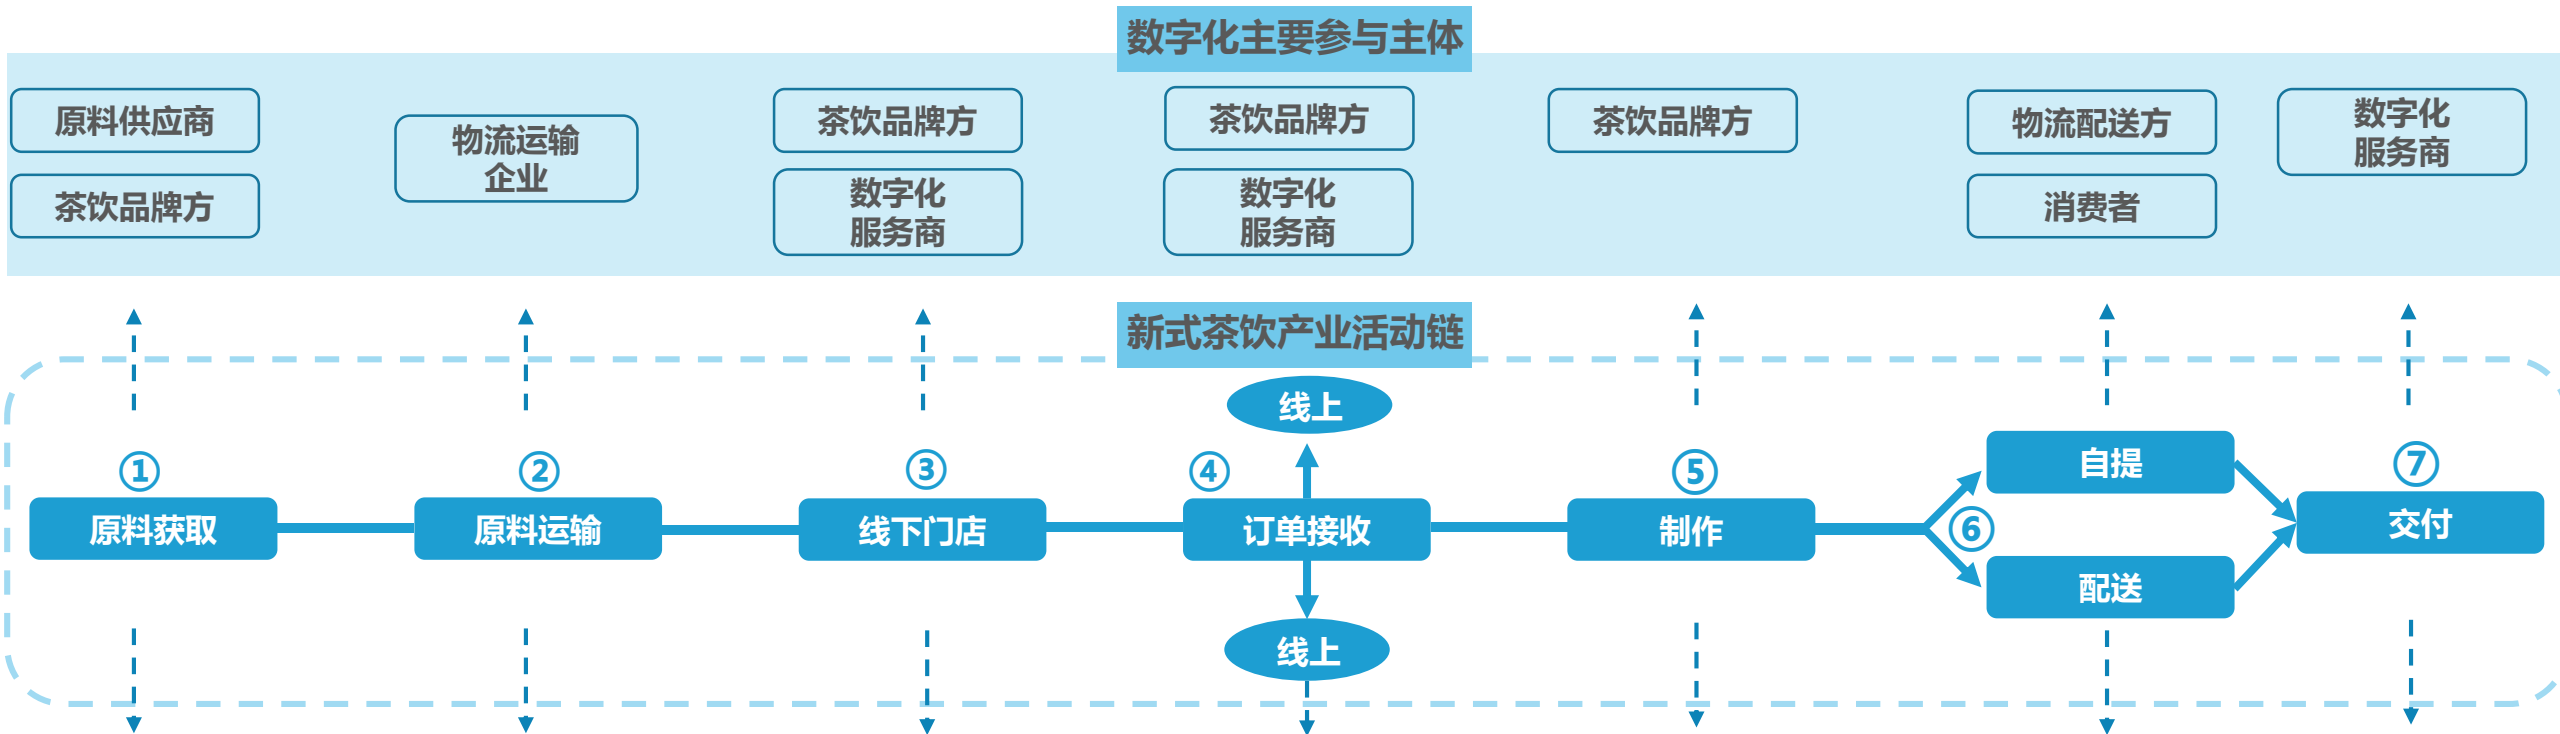 数字化主要参与主体
原料供应商
茶饮品牌方
物流运输
企业
茶饮品牌方
数字化
服务商
茶饮品牌方
数字化
服务商
茶饮品牌方
物流配送方
消费者
数字化
服务商
新式茶饮产业活动链
①
原料获取
②
原料运输
③
线下门店
④
线上
订单接收
线上
⑤
制作
⑥
自提
配送
⑦
交付